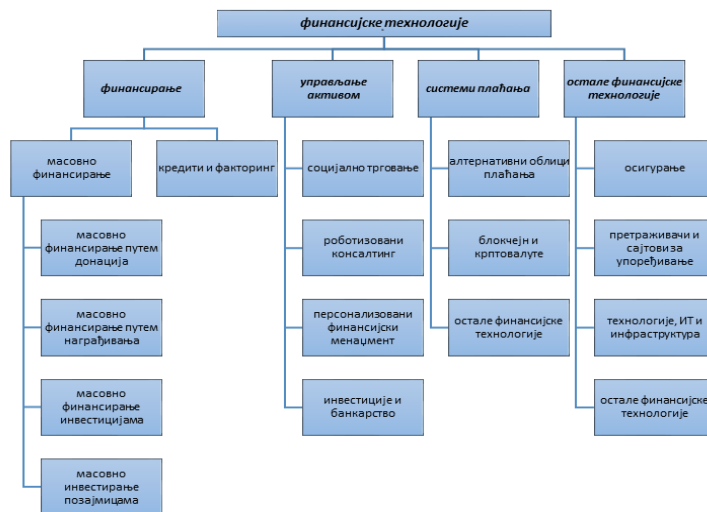 финансијске технологије
финансирање
управљање
активом
системи плаћања
остале финансијске
технологије
масовно
финансирање
кредити и факторинг
социјално трговање
алтернативни облици
плаћања
осигурање
масовно
финансирање путем
донација
роботизовани
консалтинг
блокчејн и
крптовалуте
претраживачи и
сајтови за
упоређивање
масовно
финансирање путем
награђивања
персонализовани
финансијски
менаџмент
остале финансијске
технологије
технологије, ИТ и
инфраструктура
масовно
финансирање
инвестицијама
инвестиције и
банкарство
остале финансијске
технологије
масовно
инвестирање
позајмицама